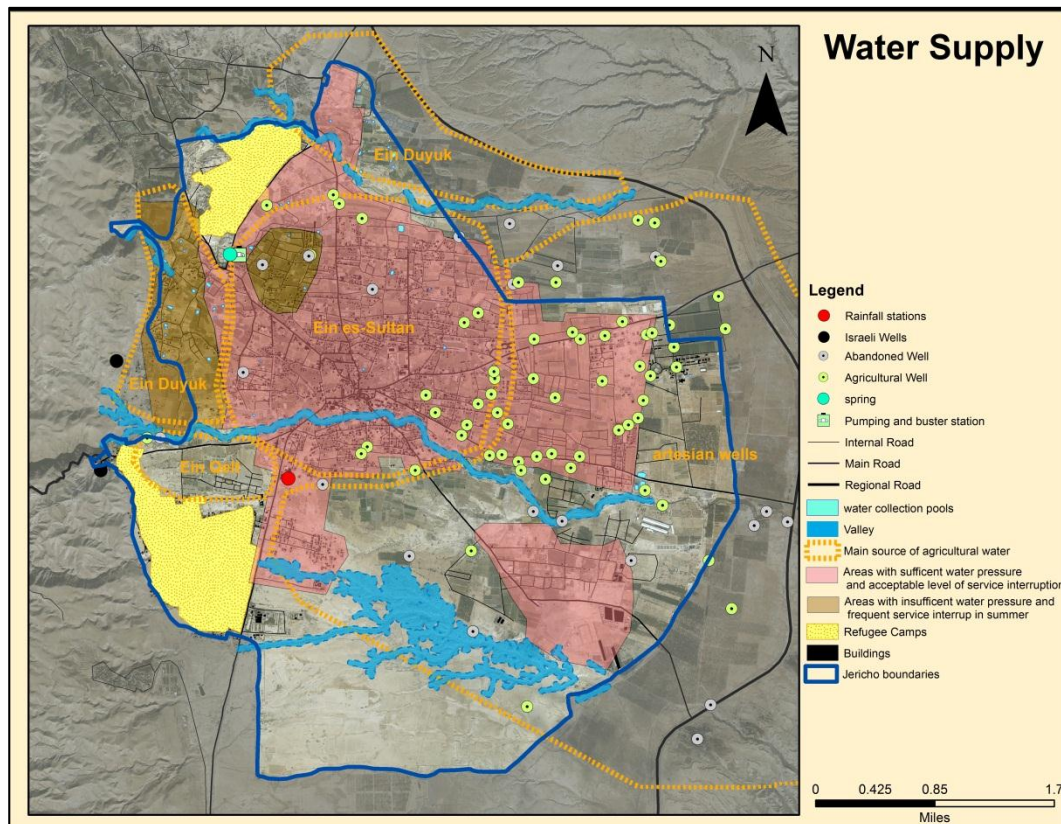 Water Supply
N
Ein Duyuk
Ein es-Sultan
Ein Duyuk
Ein Qelt
artesian wells
Legend
Rainfall stations
Israeli Wells
Abandoned Well
Agricultural Well
spring
Pumping and buster station
Internal Road
Main Road
Regional Road
water collection pools
Valley
Main source of agricultural water
Areas with sufficent water pressure
and acceptable level of service interruption
Areas with insufficent water pressure and
frequent service interrup in summer
Refugee Camps
Buildings
Jericho boundaries
0 0.425 0.85 1.7
Miles